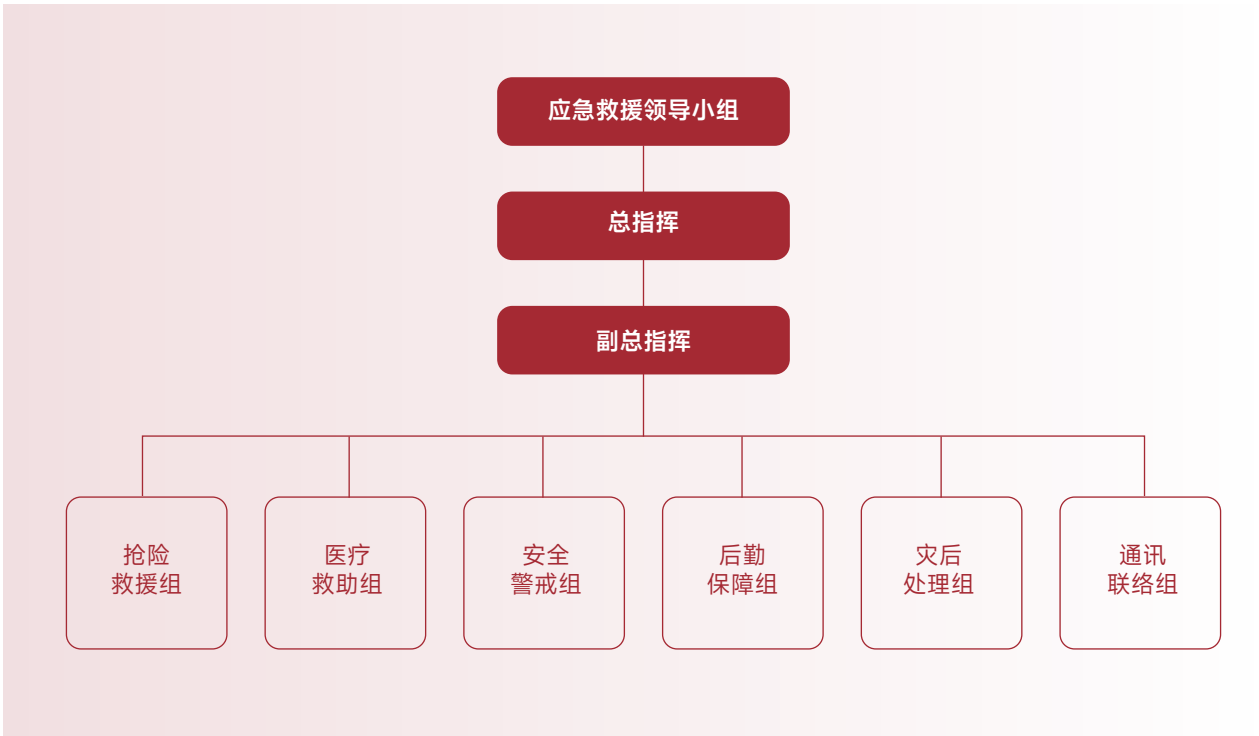 应急救援领导小组
总指挥
副总指挥
抢险
救援组
医疗
救助组
安全
警戒组
后勤
保障组
灾后
处理组
通讯
联络组